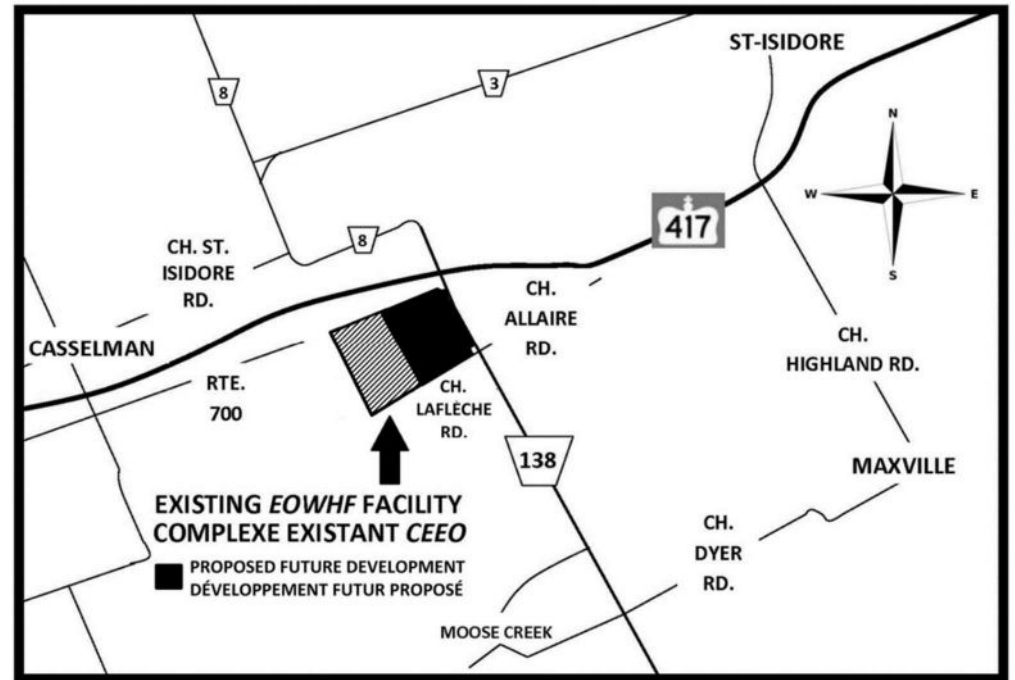 ST-ISIDORE
8
3
N
W
E
S
417
8
CH. ST.
ISIDORE
RD.
CH.
ALLAIRE
RD.
CASSELMAN
CH.
HIGHLAND RD.
RTE.
700
CH.
LAFLÈCHE
RD.
138
MAXVILLE
EXISTING EOWHF FACILITY
COMPLEXE EXISTANT CEEO
PROPOSED FUTURE DEVELOPMENT
DÉVELOPPEMENT FUTUR PROPOSÉ
CH.
DYER
RD.
MOOSE CREEK